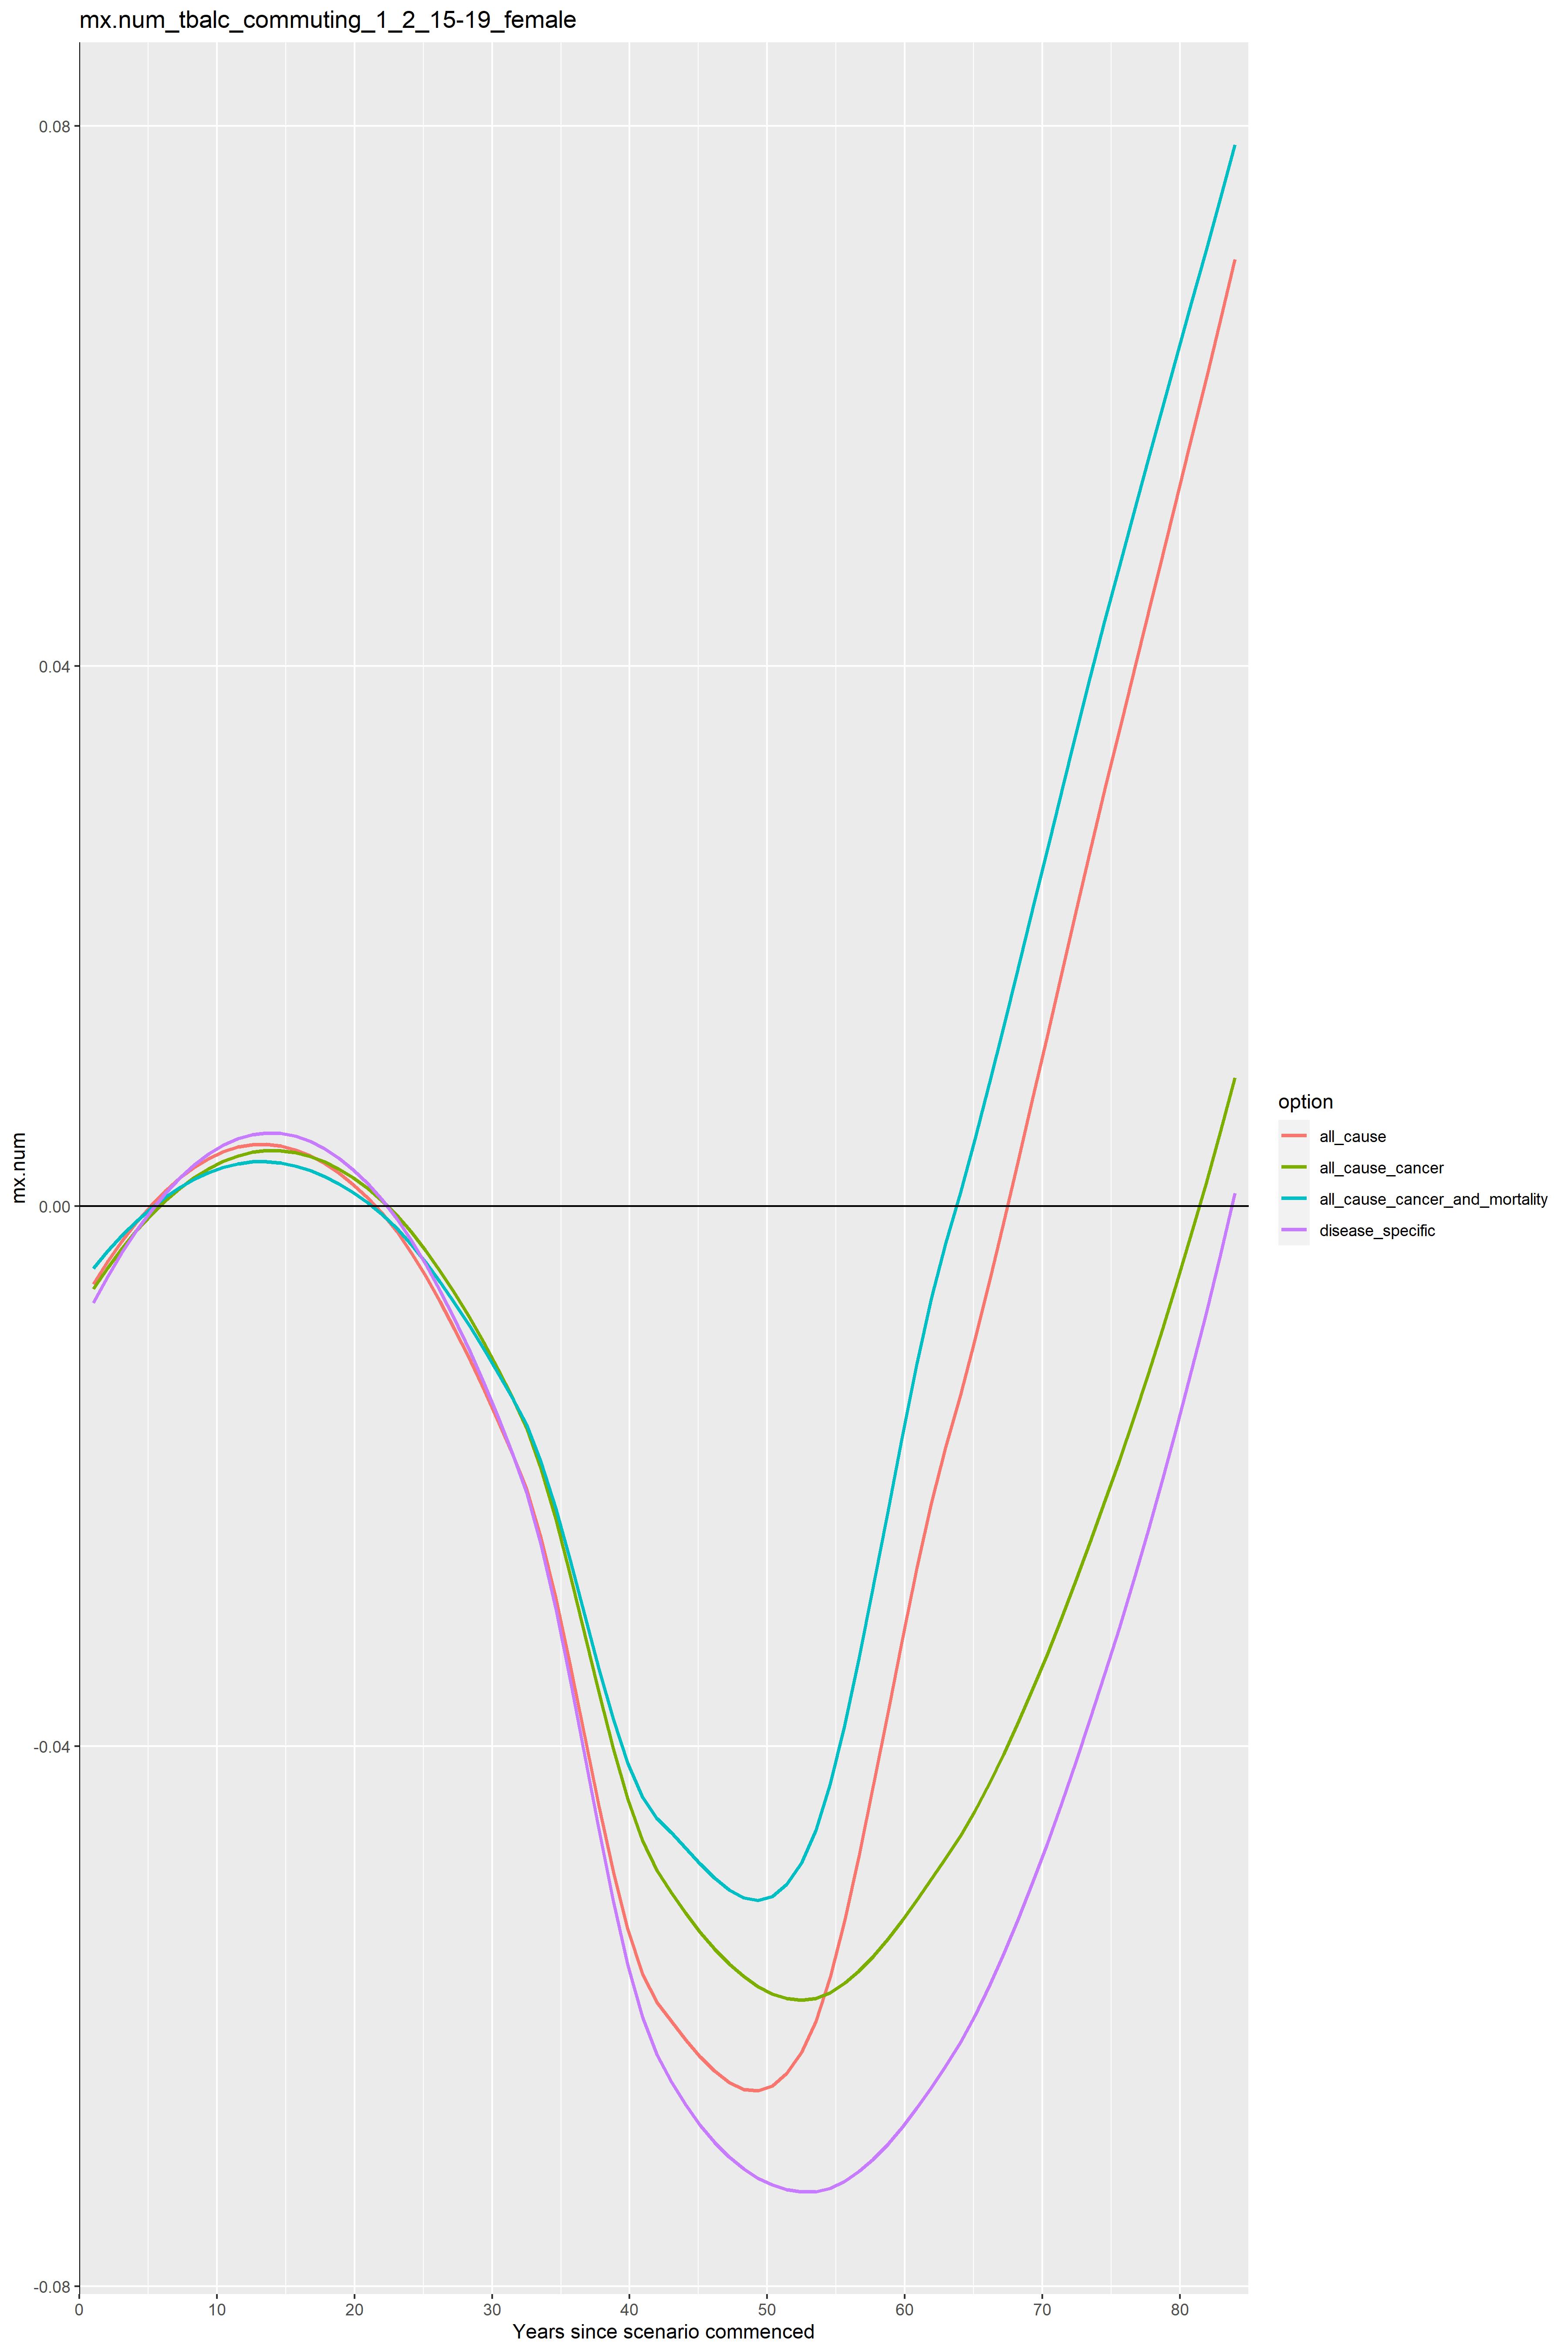 mx.num_tbalc_commuting_1_2_15-19_female
0.08
0.04
0.00
-0.04
-0.08
mx.num
0 10 20 30 40 50 60 70 80
Years since scenario commenced
option
all_cause
all_cause_cancer
all_cause_cancer_and_mortality
disease_specific